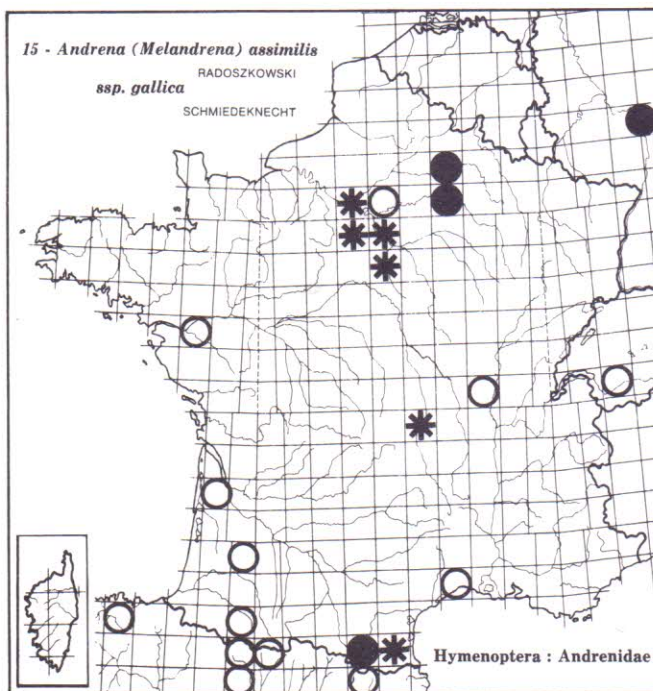 15 - Andrena (Melandrena) assimilis
RADOSZKOWSKI
ssp. gallica
SCHMIEDEKNECHT
Hymenoptera : Andrenidae